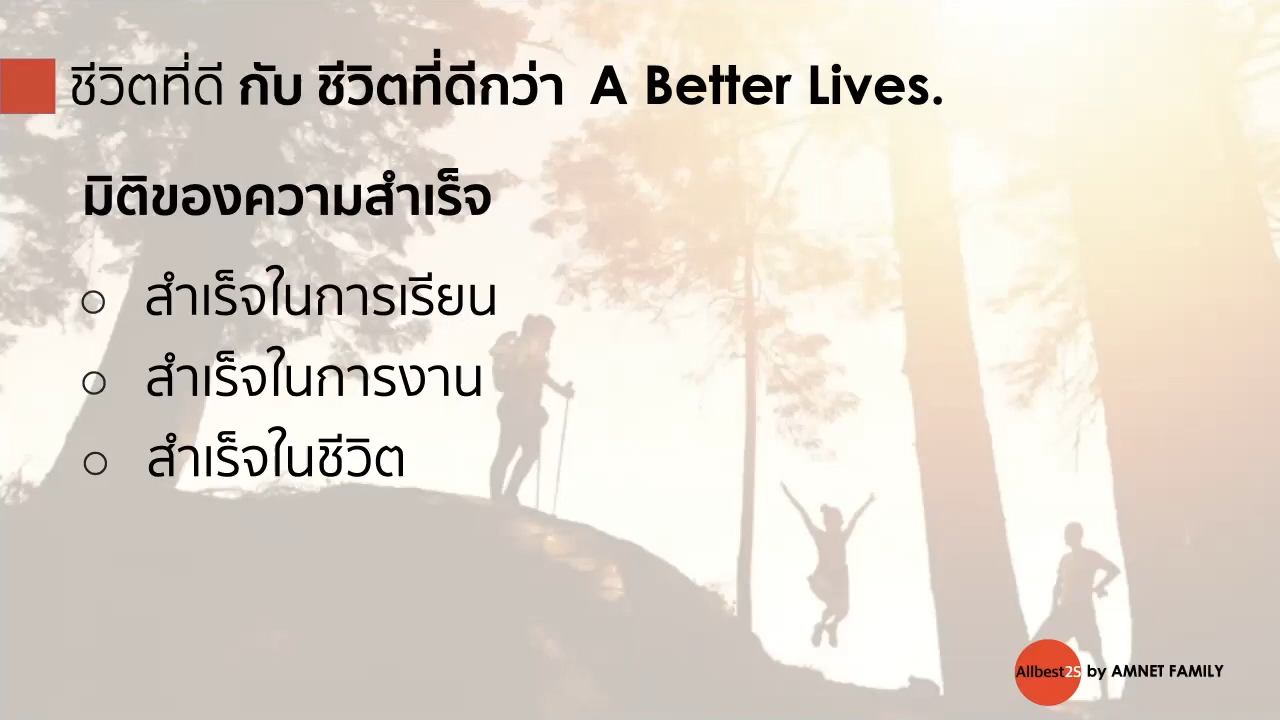 ชีวิตที่ดี กับ ชีวิตที่ดีกว่า A Better Lives.
มิติของความสำเร็จ
○ สำเร็จในการเรียน
○ สำเร็จในการงาน
○ สำเร็จในชีวิต
Allbest2S by AMNET FAMILY